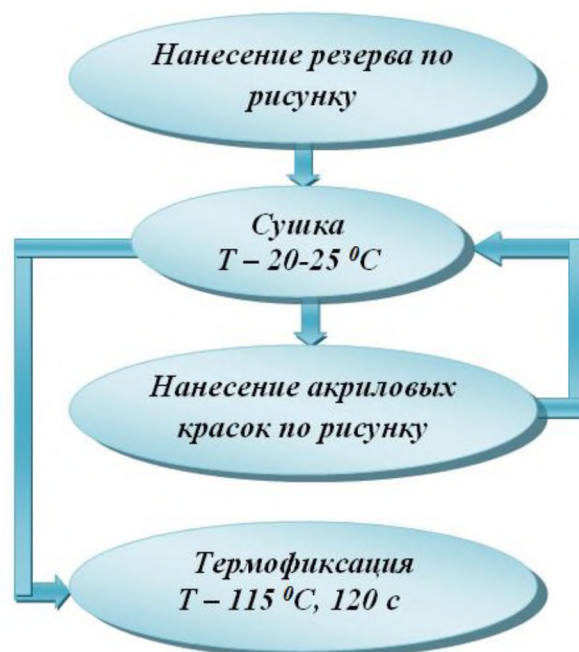 Нанесение резерва по
рисунку
Сушка
Т – 20-25 ⁰С
Нанесение акриловых
красок по рисунку
Термофиксация
Т – 115 ⁰С, 120 с